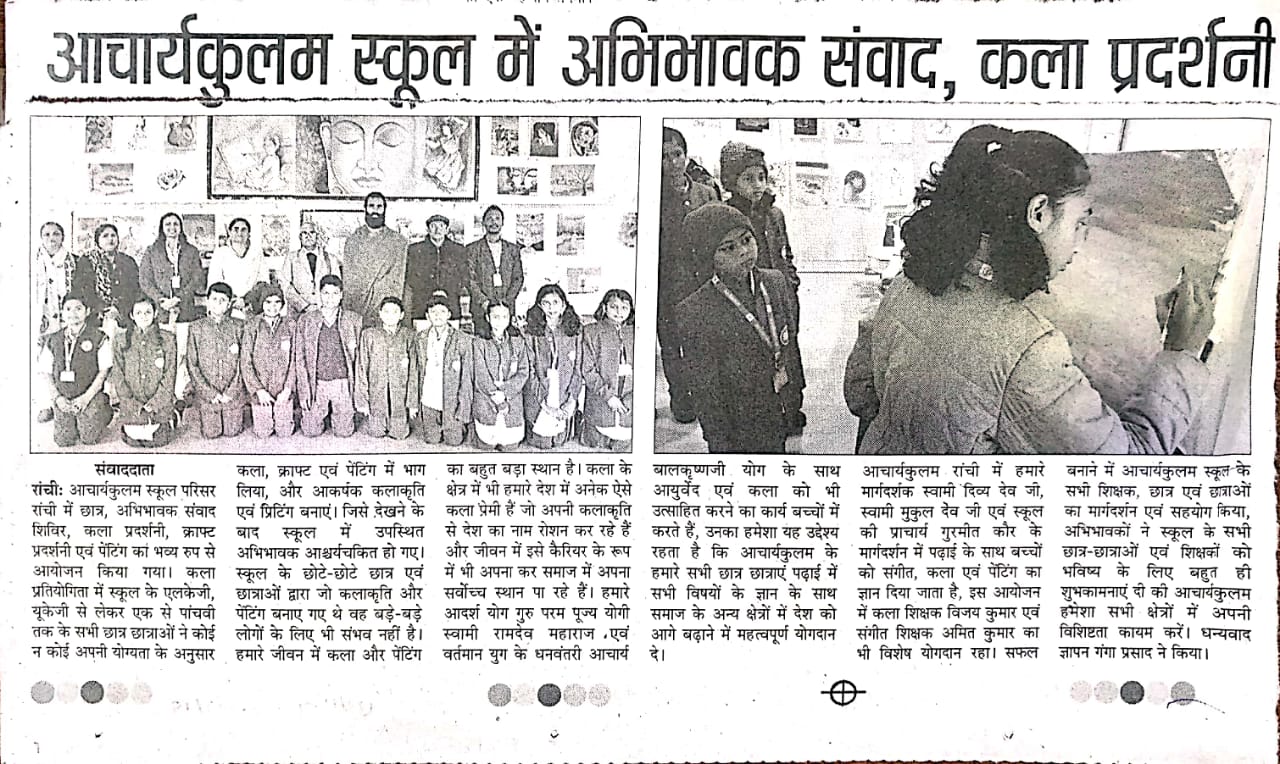 आचार्यकुलम स्कूल में अभिभावक संवाद, कला प्रदर्शनी
संवाददाता
रांची: आचार्यकुलम स्कूल परिसर
रांची में छात्र, अभिभावक संवाद
शिविर, कला प्रदर्शनी, क्राफ्ट
प्रदर्शनी एवं पेंटिंग का भव्य रुप से
आयोजन किया गया। कला
प्रतियोगिता में स्कूल के एलकेजी,
यूकेजी से लेकर एक से पांचवी
तक के सभी छात्र छात्राओं ने कोई
न कोई अपनी योग्यता के अनुसार
कला, क्राफ्ट एवं पेंटिंग में भाग
लिया, और आकर्षक कलाकृति
एवं प्रिटिंग बनाए। जिसे देखने के
बाद स्कूल में उपस्थित
अभिभावक आश्चर्यचकित हो गए।
स्कूल के छोटे-छोटे छात्र एवं
छात्राओं द्वारा जो कलाकृति और
पेंटिंग बनाए गए थे वह बड़े-बड़े
लोगों के लिए भी संभव नहीं है।
हमारे जीवन में कला और पेंटिंग
का बहुत बड़ा स्थान है। कला के
क्षेत्र में भी हमारे देश में अनेक ऐसे
कला प्रेमी हैं जो अपनी कलाकृति
से देश का नाम रोशन कर रहे हैं
और जीवन में इसे कैरियर के रूप
में भी अपना कर समाज में अपना
सर्वोच्च स्थान पा रहे हैं। हमारे
आदर्श योग गुरु परम पूज्य योगी
स्वामी रामदेव महाराज एवं
वर्तमान युग के धनवंतरी आचार्य
बालकृष्णजी योग के साथ
आयुर्वेद एवं कला को भी
उत्साहित करने का कार्य बच्चों में
करते हैं, उनका हमेशा यह उद्देश्य
रहता है कि आचार्यकुलम के
हमारे सभी छात्र छात्राएं पढ़ाई में
सभी विषयों के ज्ञान के साथ
समाज के अन्य क्षेत्रों में देश को
आगे बढ़ाने में महत्वपूर्ण योगदान
दे।
आचार्यकुलम रांची में हमारे
मार्गदर्शक स्वामी दिव्य देव जी,
स्वामी मुकुल देव जी एवं स्कूल
की प्राचार्य गुरमीत कौर के
मार्गदर्शन में पढ़ाई के साथ बच्चों
को संगीत, कला एवं पेंटिंग का
ज्ञान दिया जाता है, इस आयोजन
में कला शिक्षक विजय कुमार एवं
संगीत शिक्षक अमित कुमार का
भी विशेष योगदान रहा। सफल
बनाने में आचार्यकुलम स्कूल के
सभी शिक्षक, छात्र एवं छात्राओं
का मार्गदर्शन एवं सहयोग किया,
अभिभावकों ने स्कूल के सभी
छात्र-छात्राओं एवं शिक्षकों को
भविष्य के लिए बहुत ही
शुभकामनाएं दी की आचार्यकुलम
हमेशा सभी क्षेत्रों में अपनी
विशिष्टता कायम करें। धन्यवाद
ज्ञापन गंगा प्रसाद ने किया।